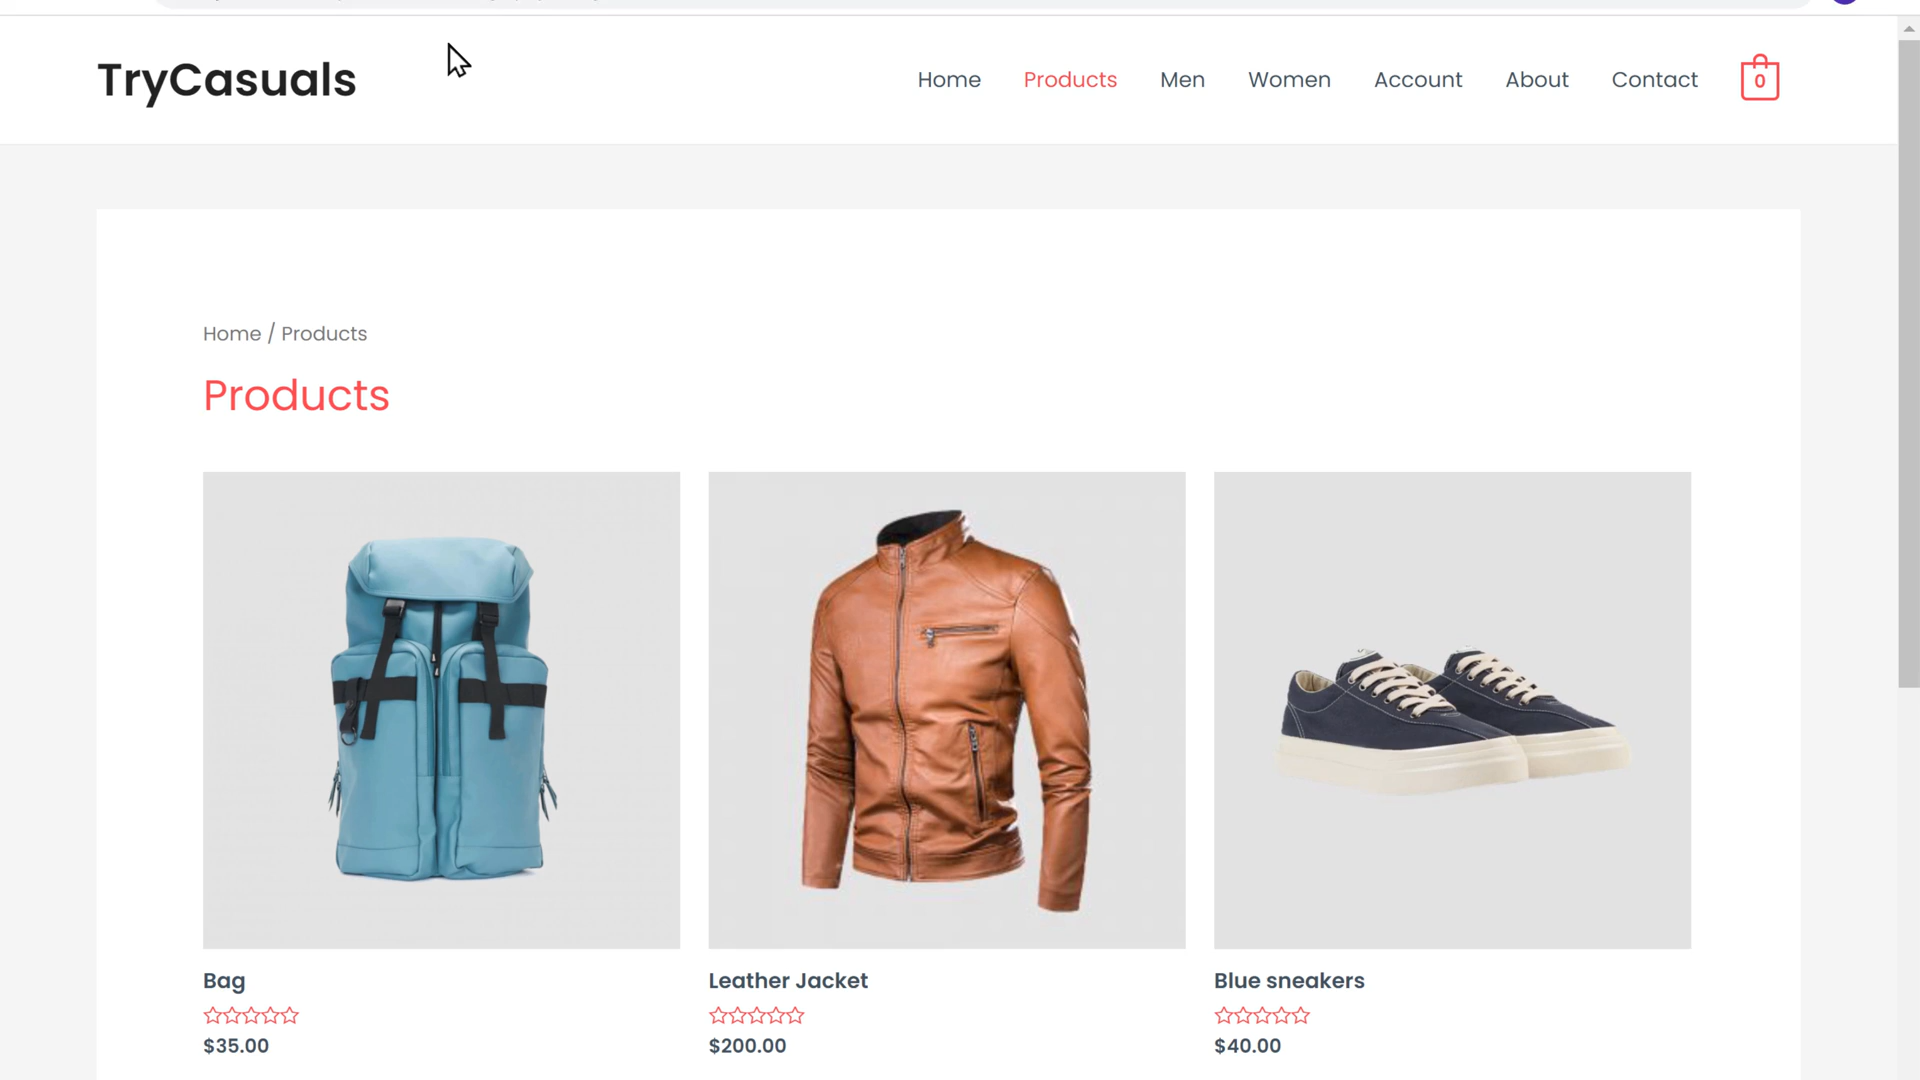 TryCasuals
Home Products Men Women Account About Contact 0
Home / Products
Products
Bag
$35.00
Leather Jacket
$200.00
Blue sneakers
$40.00